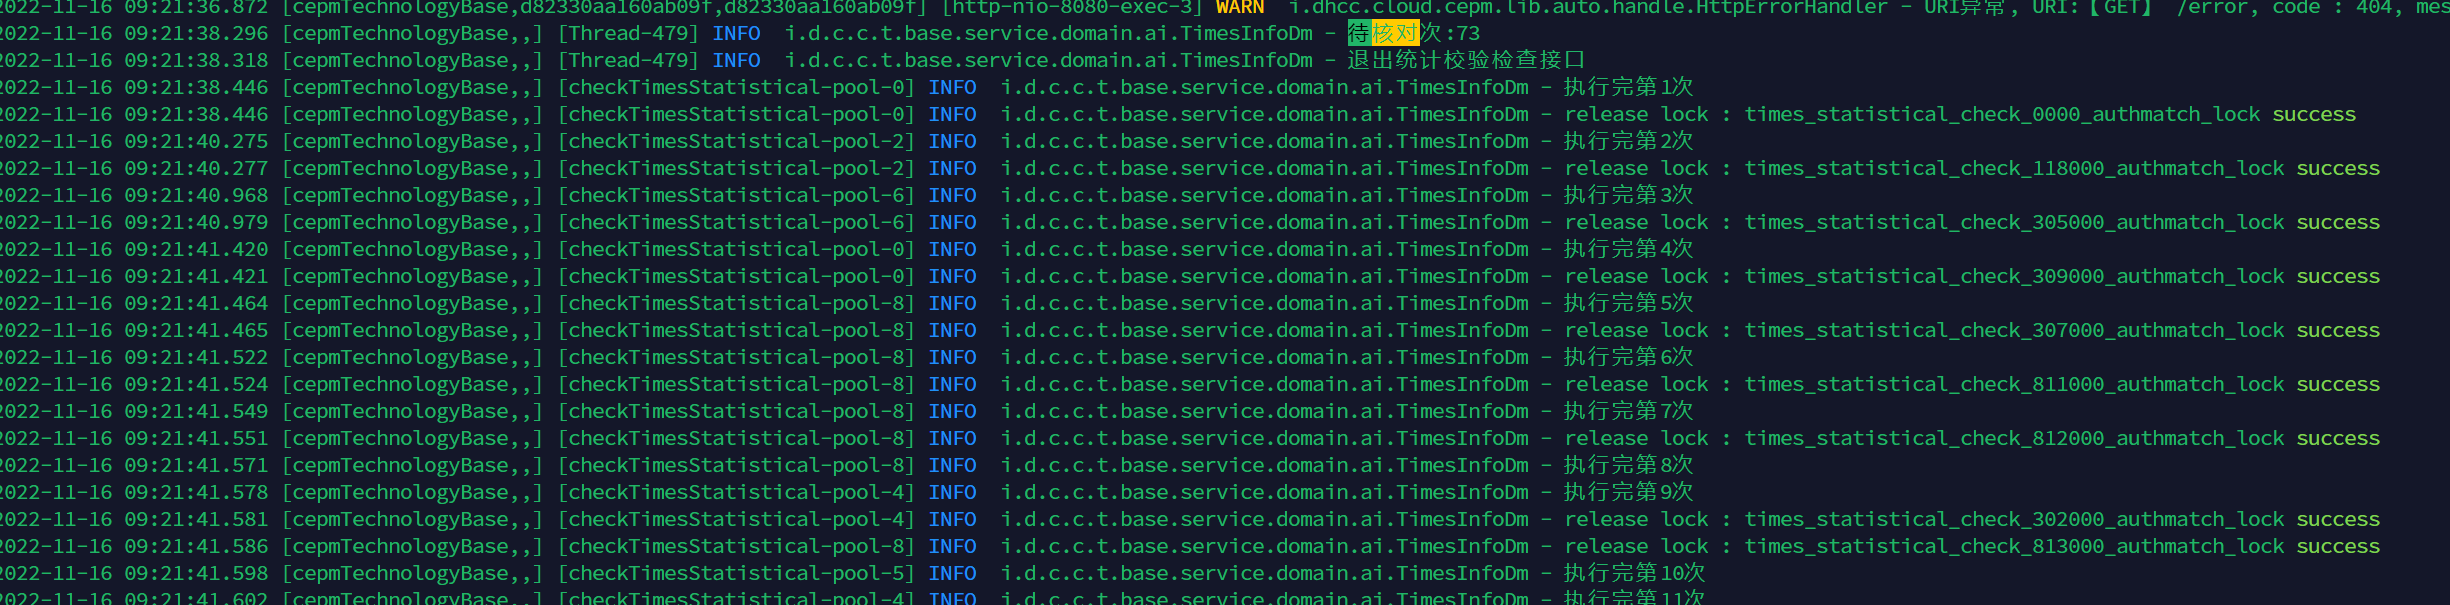 2022-11-16 09:21:36.872 [cepmTechnologyBase,d82330aa160ab09f,d82330aa160ab09f] [http-nio-8080-exec-3] WARN  i.dhcc.cloud.cepm.lib.auto.handle.HttpErrorHandler - URI异常, URI:【GET】 /error, code : 404, mes
2022-11-16 09:21:38.296 [cepmTechnologyBase,,] [Thread-479] INFO  i.d.c.c.t.base.service.domain.ai.TimesInfoDm - 待核对次:73
2022-11-16 09:21:38.318 [cepmTechnologyBase,,] [Thread-479] INFO  i.d.c.c.t.base.service.domain.ai.TimesInfoDm - 退出统计校验检查接口
2022-11-16 09:21:38.446 [cepmTechnologyBase,,] [checkTimesStatistical-pool-0] INFO  i.d.c.c.t.base.service.domain.ai.TimesInfoDm - 执行完第1次
2022-11-16 09:21:38.446 [cepmTechnologyBase,,] [checkTimesStatistical-pool-0] INFO  i.d.c.c.t.base.service.domain.ai.TimesInfoDm - release lock : times_statistical_check_0000_authmatch_lock success
2022-11-16 09:21:40.275 [cepmTechnologyBase,,] [checkTimesStatistical-pool-2] INFO  i.d.c.c.t.base.service.domain.ai.TimesInfoDm - 执行完第2次
2022-11-16 09:21:40.277 [cepmTechnologyBase,,] [checkTimesStatistical-pool-2] INFO  i.d.c.c.t.base.service.domain.ai.TimesInfoDm - release lock : times_statistical_check_118000_authmatch_lock success
2022-11-16 09:21:40.968 [cepmTechnologyBase,,] [checkTimesStatistical-pool-6] INFO  i.d.c.c.t.base.service.domain.ai.TimesInfoDm - 执行完第3次
2022-11-16 09:21:40.979 [cepmTechnologyBase,,] [checkTimesStatistical-pool-6] INFO  i.d.c.c.t.base.service.domain.ai.TimesInfoDm - release lock : times_statistical_check_305000_authmatch_lock success
2022-11-16 09:21:41.420 [cepmTechnologyBase,,] [checkTimesStatistical-pool-0] INFO  i.d.c.c.t.base.service.domain.ai.TimesInfoDm - 执行完第4次
2022-11-16 09:21:41.421 [cepmTechnologyBase,,] [checkTimesStatistical-pool-0] INFO  i.d.c.c.t.base.service.domain.ai.TimesInfoDm - release lock : times_statistical_check_309000_authmatch_lock success
2022-11-16 09:21:41.464 [cepmTechnologyBase,,] [checkTimesStatistical-pool-8] INFO  i.d.c.c.t.base.service.domain.ai.TimesInfoDm - 执行完第5次
2022-11-16 09:21:41.465 [cepmTechnologyBase,,] [checkTimesStatistical-pool-8] INFO  i.d.c.c.t.base.service.domain.ai.TimesInfoDm - release lock : times_statistical_check_307000_authmatch_lock success
2022-11-16 09:21:41.522 [cepmTechnologyBase,,] [checkTimesStatistical-pool-8] INFO  i.d.c.c.t.base.service.domain.ai.TimesInfoDm - 执行完第6次
2022-11-16 09:21:41.524 [cepmTechnologyBase,,] [checkTimesStatistical-pool-8] INFO  i.d.c.c.t.base.service.domain.ai.TimesInfoDm - release lock : times_statistical_check_811000_authmatch_lock success
2022-11-16 09:21:41.549 [cepmTechnologyBase,,] [checkTimesStatistical-pool-8] INFO  i.d.c.c.t.base.service.domain.ai.TimesInfoDm - 执行完第7次
2022-11-16 09:21:41.551 [cepmTechnologyBase,,] [checkTimesStatistical-pool-8] INFO  i.d.c.c.t.base.service.domain.ai.TimesInfoDm - release lock : times_statistical_check_812000_authmatch_lock success
2022-11-16 09:21:41.571 [cepmTechnologyBase,,] [checkTimesStatistical-pool-8] INFO  i.d.c.c.t.base.service.domain.ai.TimesInfoDm - 执行完第8次
2022-11-16 09:21:41.578 [cepmTechnologyBase,,] [checkTimesStatistical-pool-4] INFO  i.d.c.c.t.base.service.domain.ai.TimesInfoDm - 执行完第9次
2022-11-16 09:21:41.581 [cepmTechnologyBase,,] [checkTimesStatistical-pool-4] INFO  i.d.c.c.t.base.service.domain.ai.TimesInfoDm - release lock : times_statistical_check_302000_authmatch_lock success
2022-11-16 09:21:41.586 [cepmTechnologyBase,,] [checkTimesStatistical-pool-8] INFO  i.d.c.c.t.base.service.domain.ai.TimesInfoDm - release lock : times_statistical_check_813000_authmatch_lock success
2022-11-16 09:21:41.598 [cepmTechnologyBase,,] [checkTimesStatistical-pool-5] INFO  i.d.c.c.t.base.service.domain.ai.TimesInfoDm - 执行完第10次
2022-11-16 09:21:41.602 [cepmTechnologyBase,,] [checkTimesStatistical-pool-4] INFO  i.d.c.c.t.base.service.domain.ai.TimesInfoDm - 执行完第11次